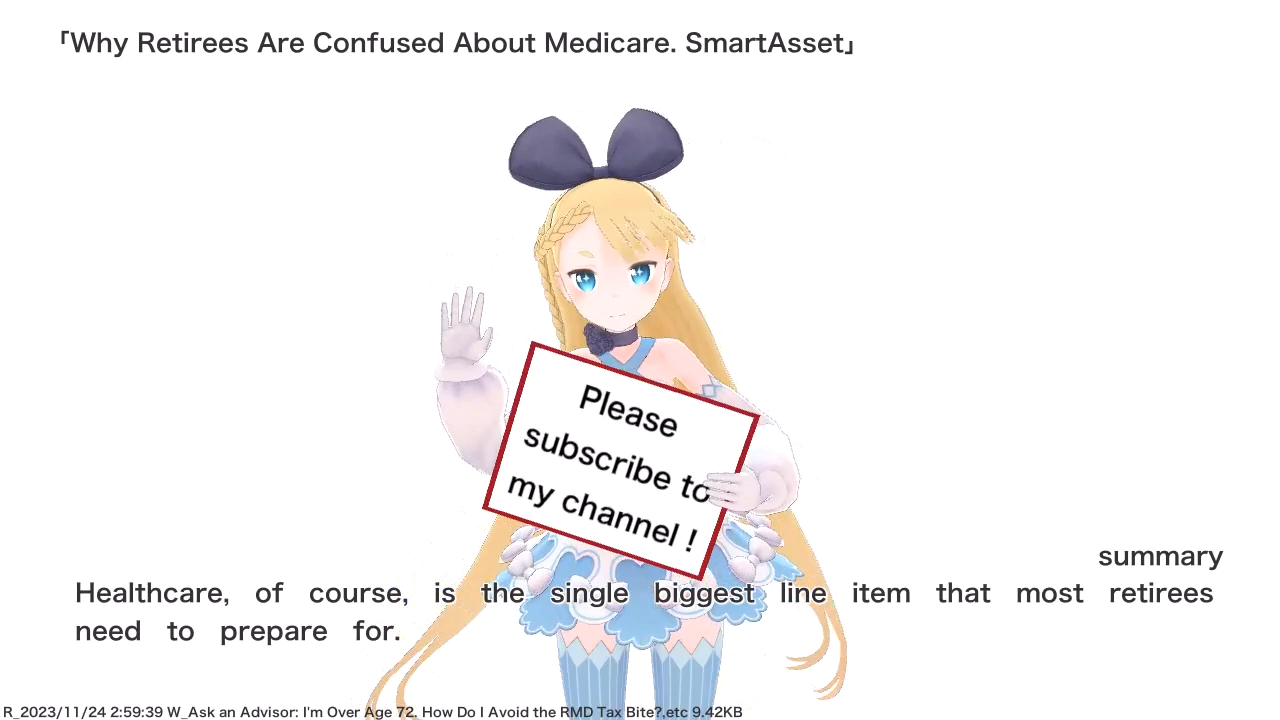 「Why Retirees Are Confused About Medicare. SmartAsset」
Please
subscribe to
my channel !
summary
Healthcare, of course, is the single biggest line item that most retirees
need to prepare for.
R_2023/11/24 2:59:39 W_Ask an Advisor: I'm Over Age 72, How Do I Avoid the RMD Tax Bite?,etc 9.42KB